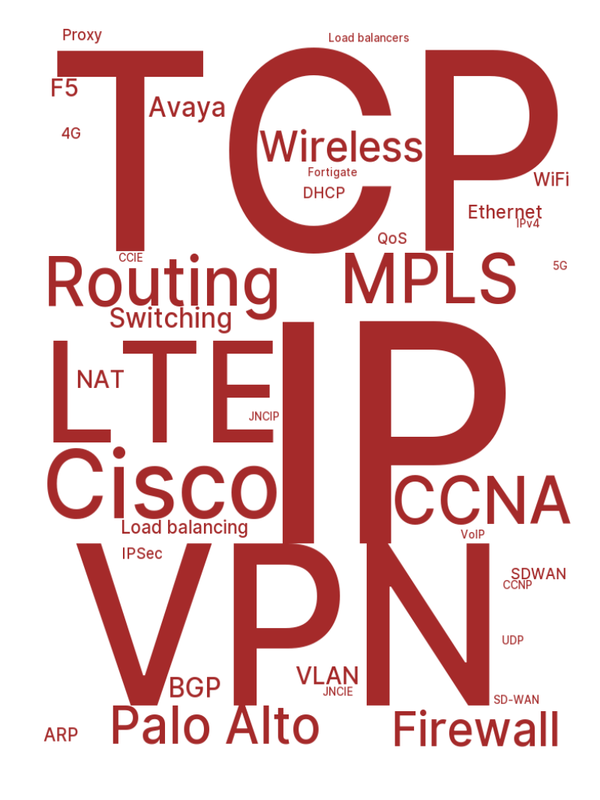 Proxy
Load balancers
TCP
F5
Avaya
4G
Wireless
Fortigate
DHCP
WiFi
Ethernet
IPv4
QoS
CCIE
Routing
MPLS
5G
Switching
IP
LTE
NAT
JNCIP
Cisco
CCNA
Load balancing
VoIP
VPN
IPSec
SDWAN
CCNP
UDP
VLAN
BGP
JNCIE
SD-WAN
Palo Alto
Firewall
ARP